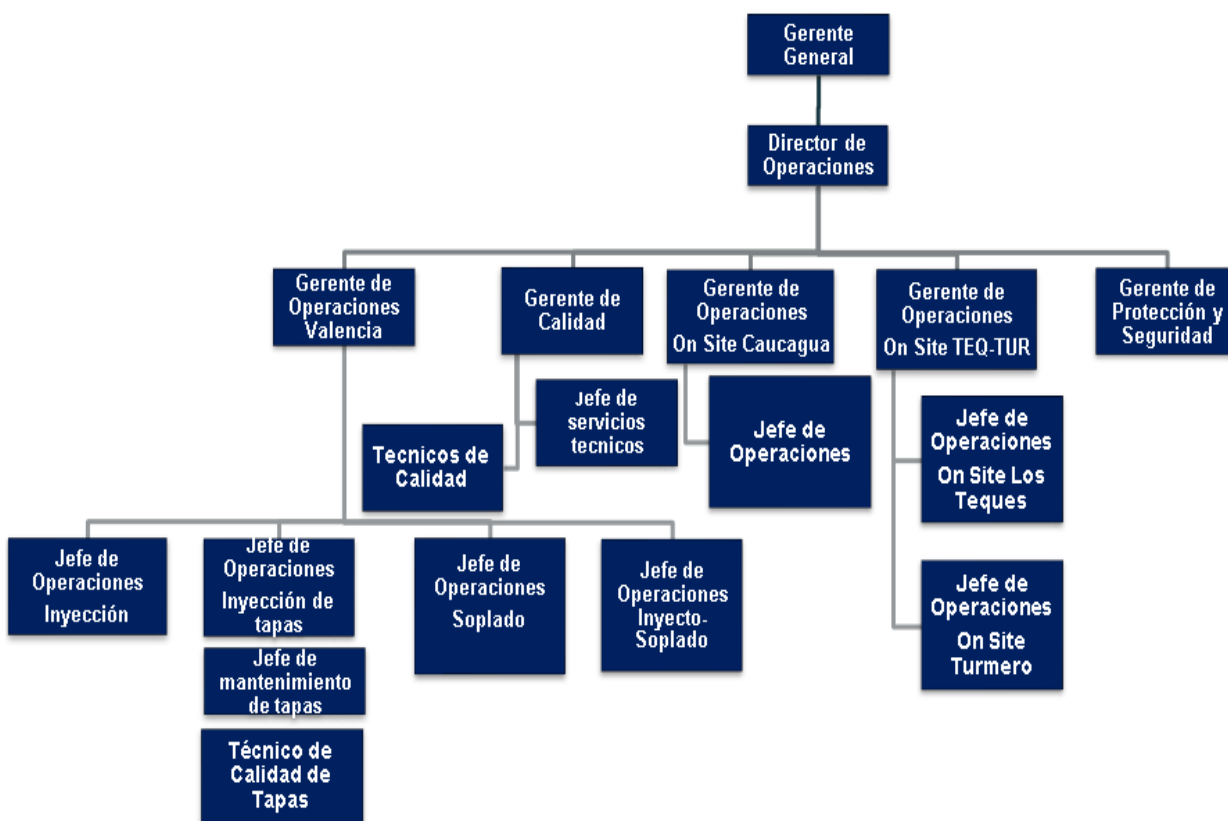 Gerente
General
Director de
Operaciones
Gerente de
Operaciones
Valencia
Gerente de
Calidad
Gerente de
Operaciones
On Site Caucagua
Gerente de
Operaciones
On Site TEQ-TUR
Gerente de
Protección y
Seguridad
Tecnicos de
Calidad
Jefe de
servicios
tecnicos
Jefe de
Operaciones
Jefe de
Operaciones
On Site Los
Teques
Jefe de
Operaciones
On Site
Turmero
Jefe de
Operaciones
Inyección
Jefe de
Operaciones
Inyección de
tapas
Jefe de
Operaciones
Soplado
Jefe de
Operaciones
Inyecto-
Soplado
Jefe de
mantenimiento
de tapas
Técnico de
Calidad de
Tapas